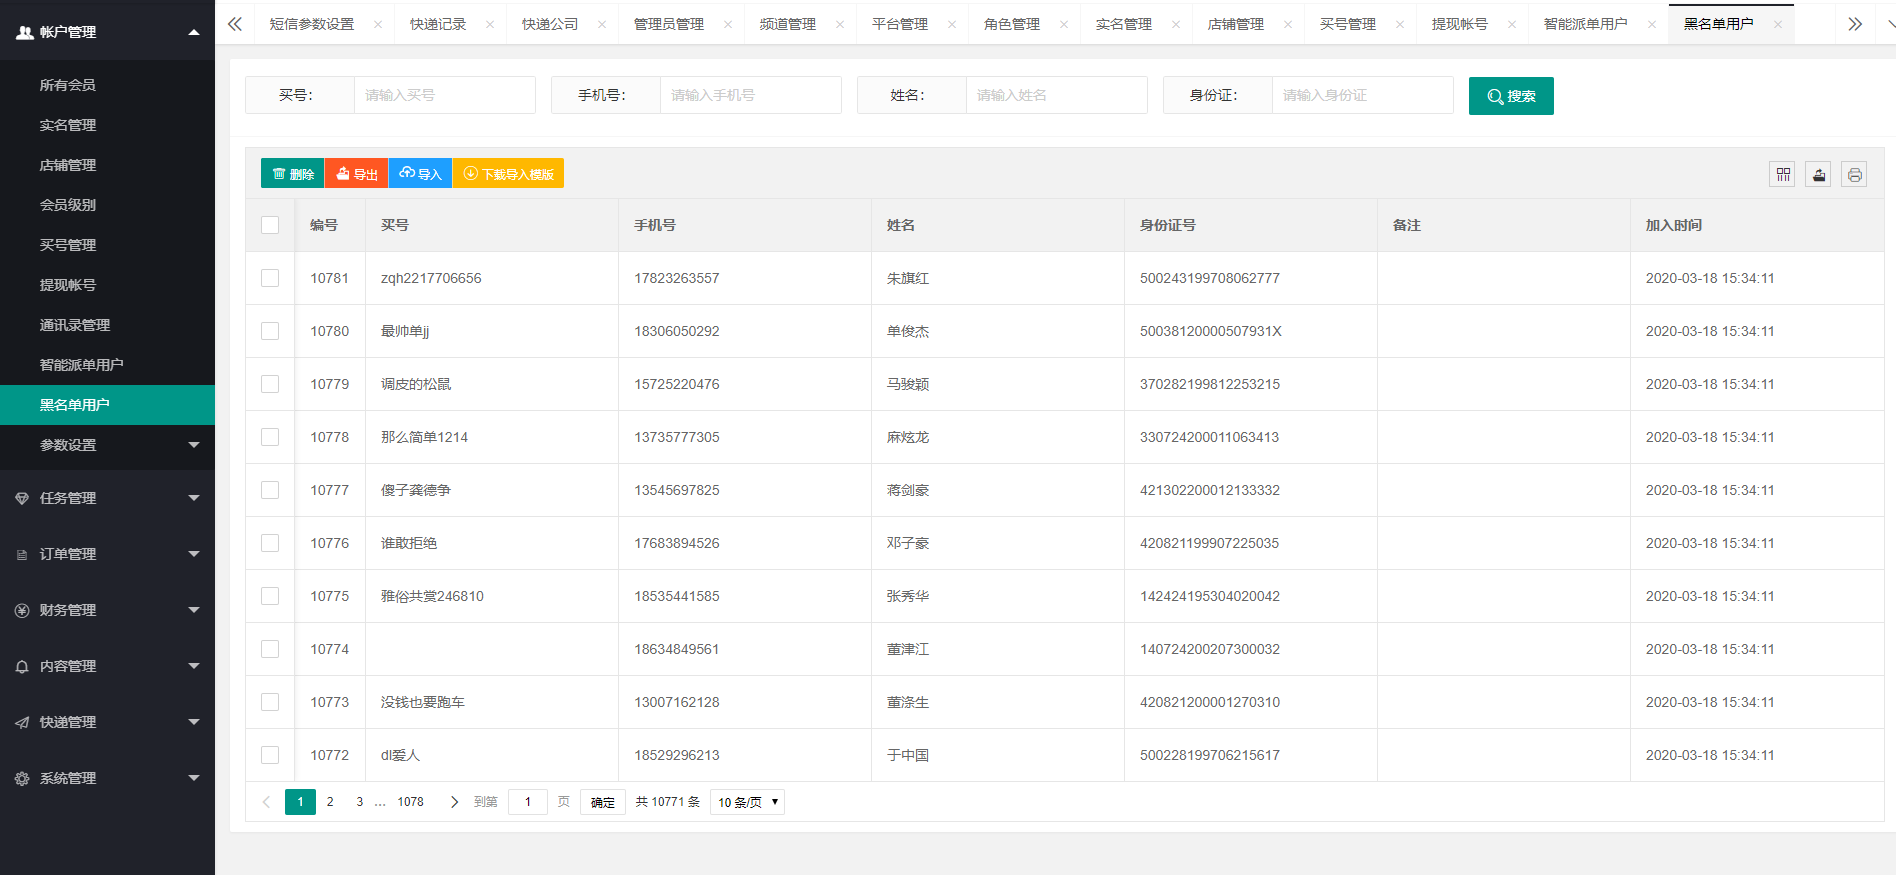 帐户管理
所有会员
实名管理
店铺管理
会员级别
买号管理
提现帐号
通讯录管理
智能派单用户
黑名单用户
参数设置
任务管理
订单管理
财务管理
内容管理
快递管理
系统管理
短信参数设置 快递记录 快递公司 管理员管理 频道管理 平台管理 角色管理 实名管理 店铺管理 买号管理 提现帐号 智能派单用户 黑名单用户
买号： 请输入买号 手机号： 请输入手机号 姓名： 请输入姓名 身份证： 请输入身份证 搜索
删除 导出 导入 下载导入模版
编号 买号 手机号 姓名 身份证号 备注 加入时间
10781 zqh2217706656 17823263557 朱旗红 500243199708062777 2020-03-18 15:34:11
10780 最帅单jj 18306050292 单俊杰 50038120000507931X 2020-03-18 15:34:11
10779 调皮的松鼠 15725220476 马骏颖 370282199812253215 2020-03-18 15:34:11
10778 那么简单1214 13735777305 麻炫龙 330724200011063413 2020-03-18 15:34:11
10777 傻子龚德争 13545697825 蒋剑豪 421302200012133332 2020-03-18 15:34:11
10776 谁敢拒绝 17683894526 邓子豪 420821199907225035 2020-03-18 15:34:11
10775 雅俗共赏246810 18535441585 张秀华 142424195304020042 2020-03-18 15:34:11
10774 18634849561 董津江 140724200207300032 2020-03-18 15:34:11
10773 没钱也要跑车 13007162128 董涤生 420821200001270310 2020-03-18 15:34:11
10772 dl爱人 18529296213 于中国 500228199706215617 2020-03-18 15:34:11
1 2 3 … 1078 到第 1 页 确定 共 10771 条 10 条/页